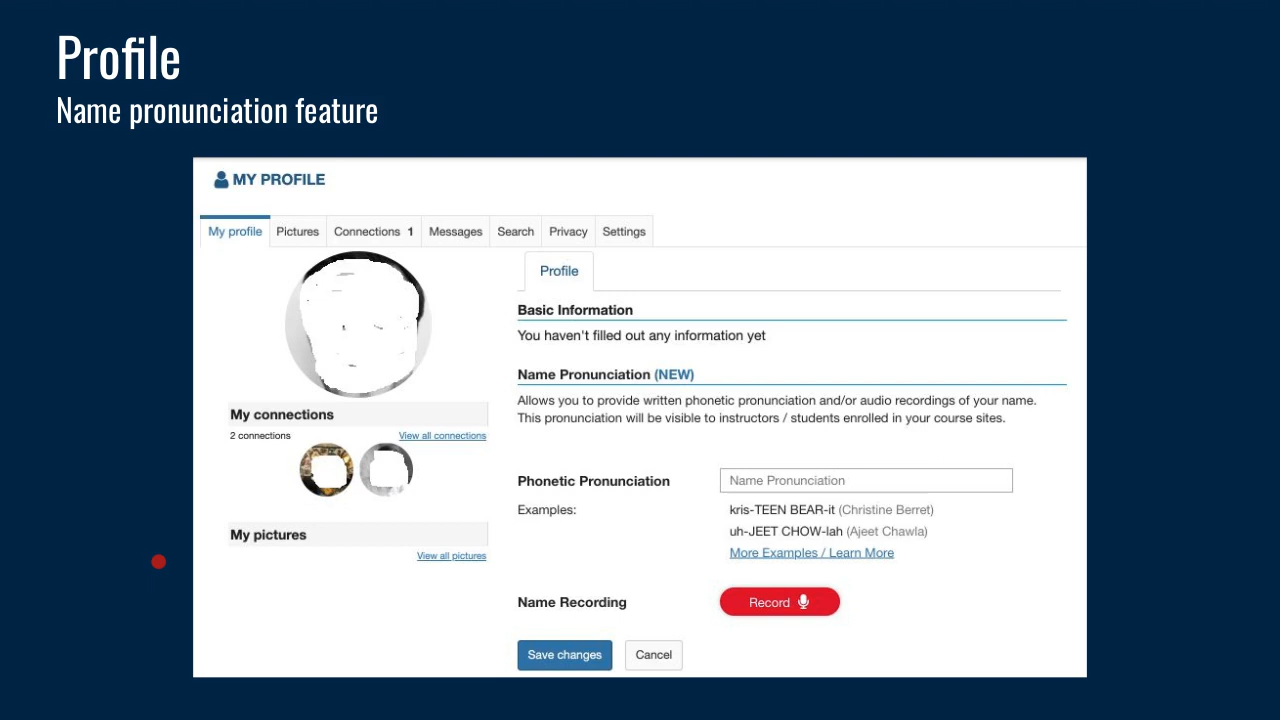 Profile
Name pronunciation feature
MY PROFILE
My profile Pictures Connections 1 Messages Search Privacy Settings
My connections
2 connections View all connections
My pictures
View all pictures
Profile
Basic Information
You haven't filled out any information yet
Name Pronunciation (NEW)
Allows you to provide written phonetic pronunciation and/or audio recordings of your name.
This pronunciation will be visible to instructors / students enrolled in your course sites.
Phonetic Pronunciation Name Pronunciation
Examples: kris-TEEN BEAR-it (Christine Berret)
uh-JEET CHOW-lah (Ajeet Chawla)
More Examples / Learn More
Name Recording Record
Save changes Cancel